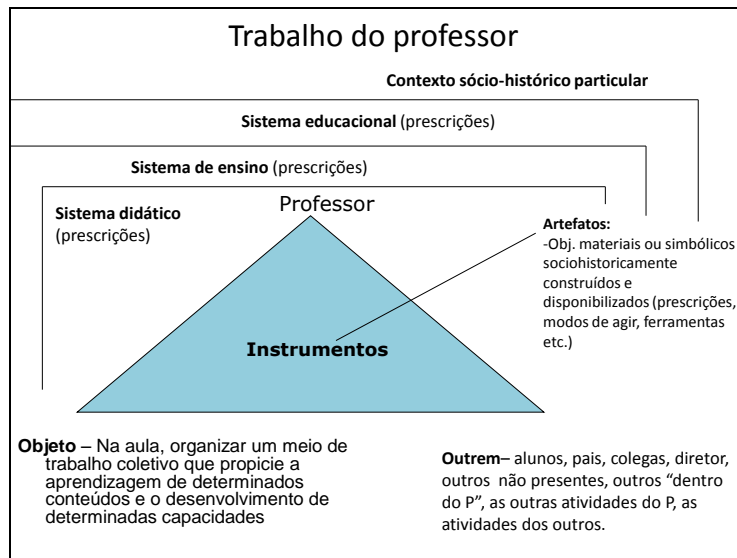 Trabalho do professor
Contexto sócio-histórico particular
Sistema educacional (prescrições)
Sistema de ensino (prescrições)
Sistema didático
(prescrições)
Professor
Artefatos:
-Obj. materiais ou simbólicos
sociohistoricamente
construídos e
disponibilizados (prescrições,
modos de agir, ferramentas
etc.)
Instrumentos
Objeto – Na aula, organizar um meio de
trabalho coletivo que propicie a
aprendizagem de determinados
conteúdos e o desenvolvimento de
determinadas capacidades
Outrem– alunos, pais, colegas, diretor,
outros não presentes, outros “dentro
do P”, as outras atividades do P, as
atividades dos outros.